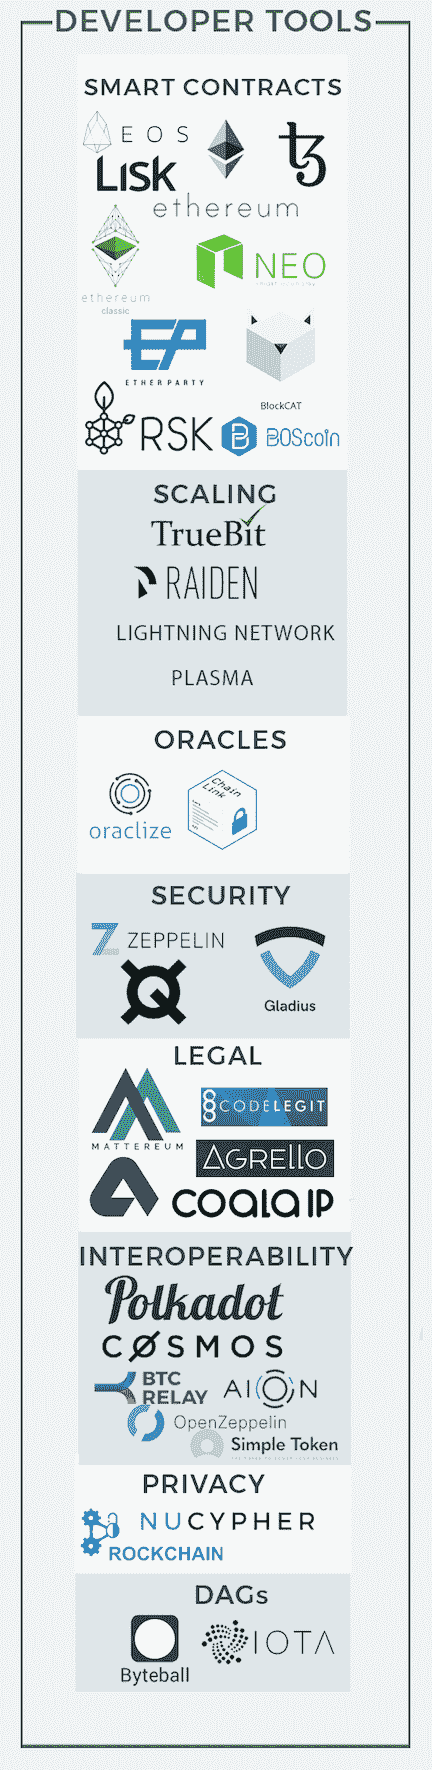 DEVELOPER TOOLS
SMART CONTRACTS
EOS
LISK
ethereum
ethereum
classic
NEO
ETHERPARTY
BlockCAT
RSK
BOScoin
SCALING
TrueBit
RAIDEN
LIGHTNING NETWORK
PLASMA
ORACLES
Chain
Link
oraclize
SECURITY
ZEPPELIN
Gladius
LEGAL
MATTEREUM
CODELEGIT
AGRELLO
COALA IP
INTEROPERABILITY
Polkadot
COSMOS
BTC
RELAY
AION
OpenZeppelin
Simple Token
PRIVACY
NUCYPHER
ROCKCHAIN
DAGs
Byteball
IOTA